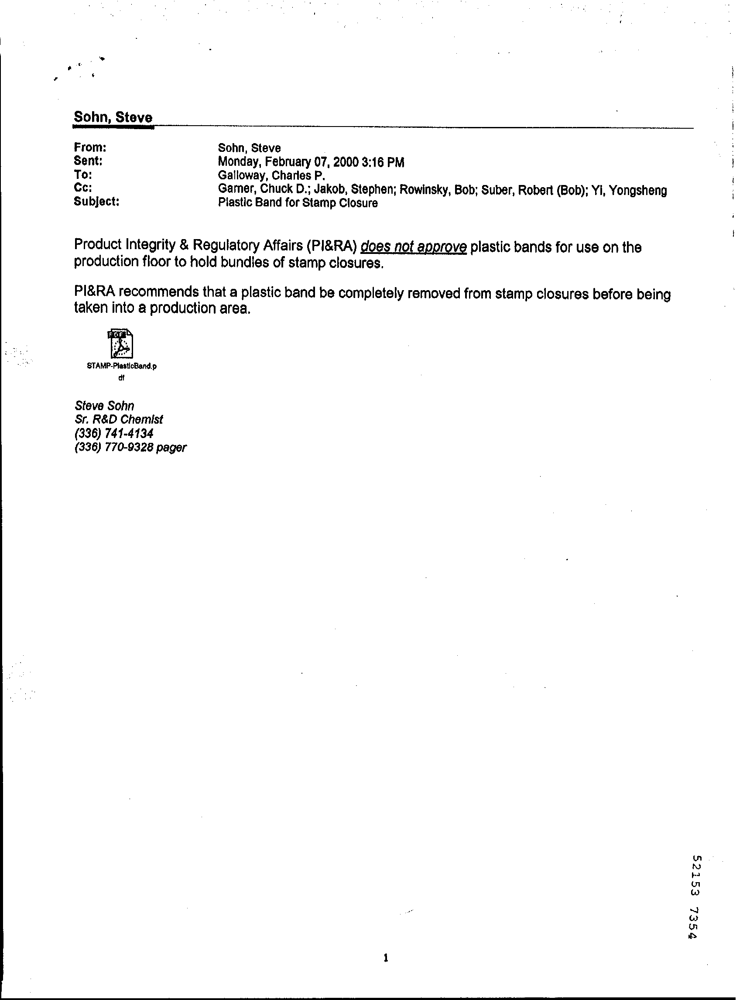 Sohn, Steve
From: Sohn, Steve
Sent: Monday, February 07, 2000 3:16 PM
To: Galloway, Charles P.
Cc: Garner, Chuck D.; Jakob, Stephen; Rowinsky, Bob; Suber, Robert (Bob); Yi, Yongsheng
Subject: Plastic Band for Stamp Closure
Product Integrity & Regulatory Affairs (PI&RA) does not approve plastic bands for use on the
production floor to hold bundles of stamp closures.
PI&RA recommends that a plastic band be completely removed from stamp closures before being
taken into a production area.
STAMP-PlasticBand.p
df
Steve Sohn
Sr. R&D Chemist
(336) 741-4134
(336) 770-9328 pager
52153 7354
1